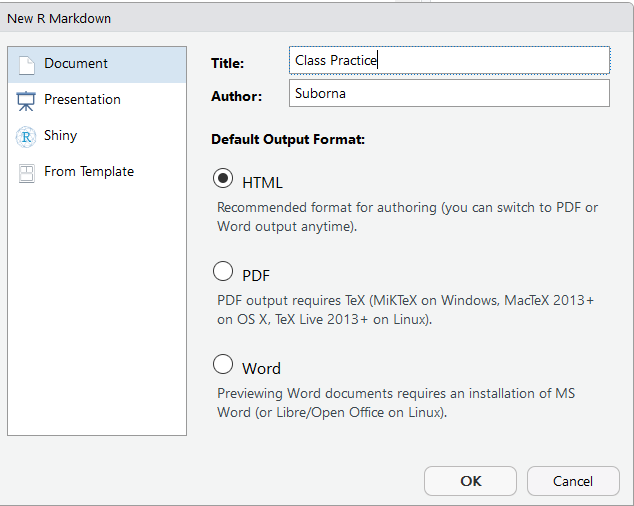 New R Markdown
Document
Presentation
R Shiny
From Template
Title: Class Practice
Author: Suborna
Default Output Format:
HTML
Recommended format for authoring (you can switch to PDF or
Word output anytime).
PDF
PDF output requires TeX (MiKTeX on Windows, MacTeX 2013+
on OS X, TeX Live 2013+ on Linux).
Word
Previewing Word documents requires an installation of MS
Word (or Libre/Open Office on Linux).
OK Cancel